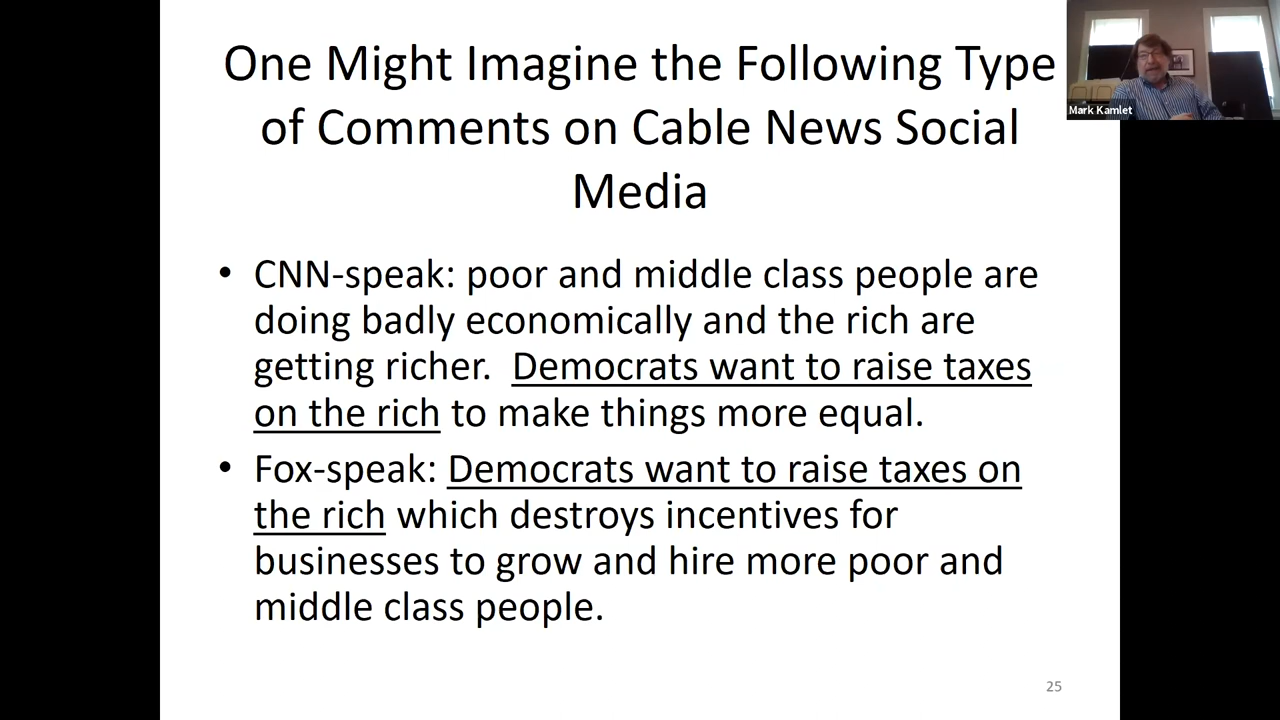 One Might Imagine the Following Type
of Comments on Cable News Social
Media
Mark Kamlet
• CNN-speak: poor and middle class people are
doing badly economically and the rich are
getting richer. Democrats want to raise taxes
on the rich to make things more equal.
• Fox-speak: Democrats want to raise taxes on
the rich which destroys incentives for
businesses to grow and hire more poor and
middle class people.
25